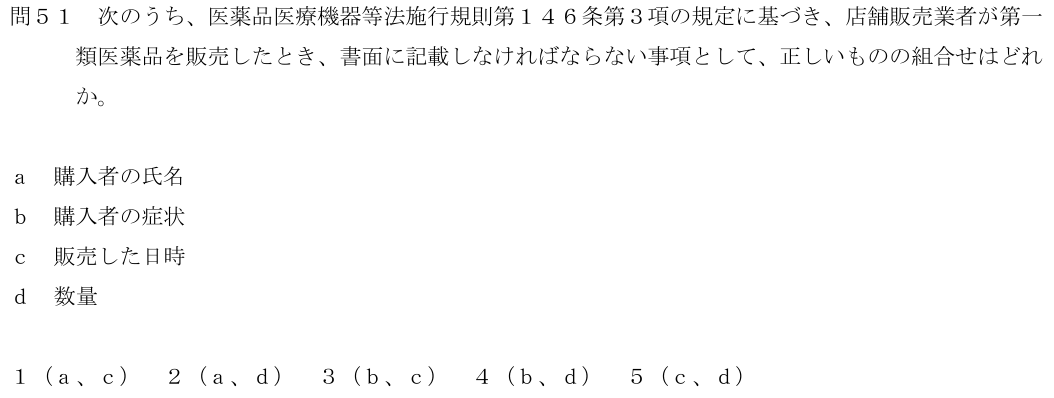 問５１　次のうち、医薬品医療機器等法施行規則第１４６条第３項の規定に基づき、店舗販売業者が第一
類医薬品を販売したとき、書面に記載しなければならない事項として、正しいものの組合せはどれ
か。
ａ　購入者の氏名
ｂ　購入者の症状
ｃ　販売した日時
ｄ　数量
１（ａ、ｃ）　２（ａ、ｄ）　３（ｂ、ｃ）　４（ｂ、ｄ）　５（ｃ、ｄ）